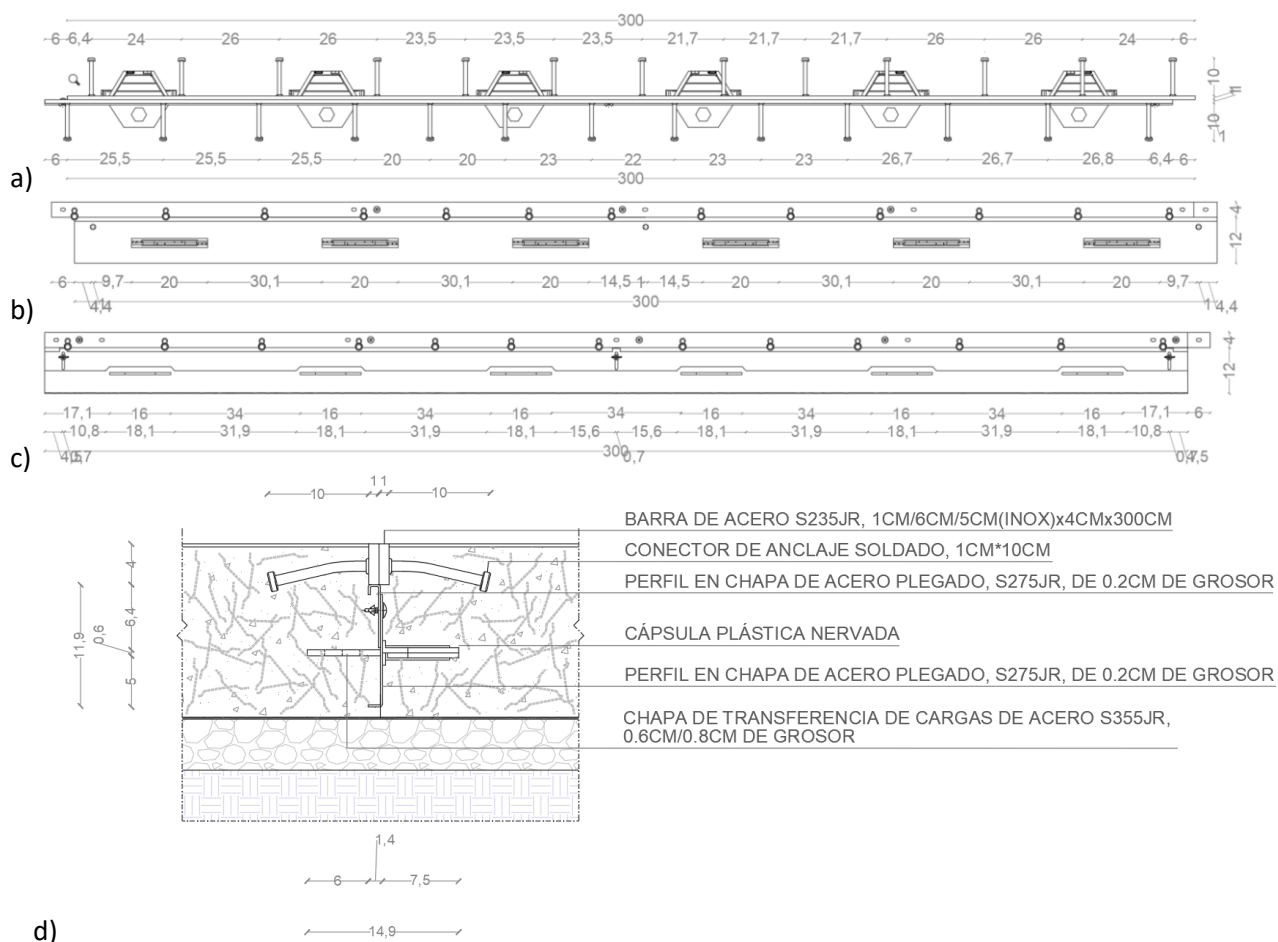 300
6 6,4 24 26 26 23,5 23,5 23,5 21,7 21,7 21,7 26 26 24 6
10
10
1
6 25,5 25,5 25,5 20 20 23 22 23 23 26,7 26,7 26,8 6,4 6
a)
300
4
12
6 9,7 20 30,1 20 30,1 20 14,5 1 14,5 20 30,1 20 30,1 20 9,7
300
b)
4
12
17,1 16 34 16 34 16 34 16 34 16 34 16 17,1 6
10,8 18,1 31,9 18,1 31,9 18,1 15,6 15,6 18,1 31,9 18,1 31,9 18,1 10,8
c)
300 0,7
10 1 1 10
BARRA DE ACERO S235JR, 1CM/6CM/5CM(INOX)x4CMx300CM
CONECTOR DE ANCLAJE SOLDADO, 1CM*10CM
PERFIL EN CHAPA DE ACERO PLEGADO, S275JR, DE 0.2CM DE GROSOR
CÁPSULA PLÁSTICA NERVADA
PERFIL EN CHAPA DE ACERO PLEGADO, S275JR, DE 0.2CM DE GROSOR
CHAPA DE TRANSFERENCIA DE CARGAS DE ACERO S355JR,
0.6CM/0.8CM DE GROSOR
4
6,4
0,6
11,9
5
1,4
6 7,5
14,9
d)